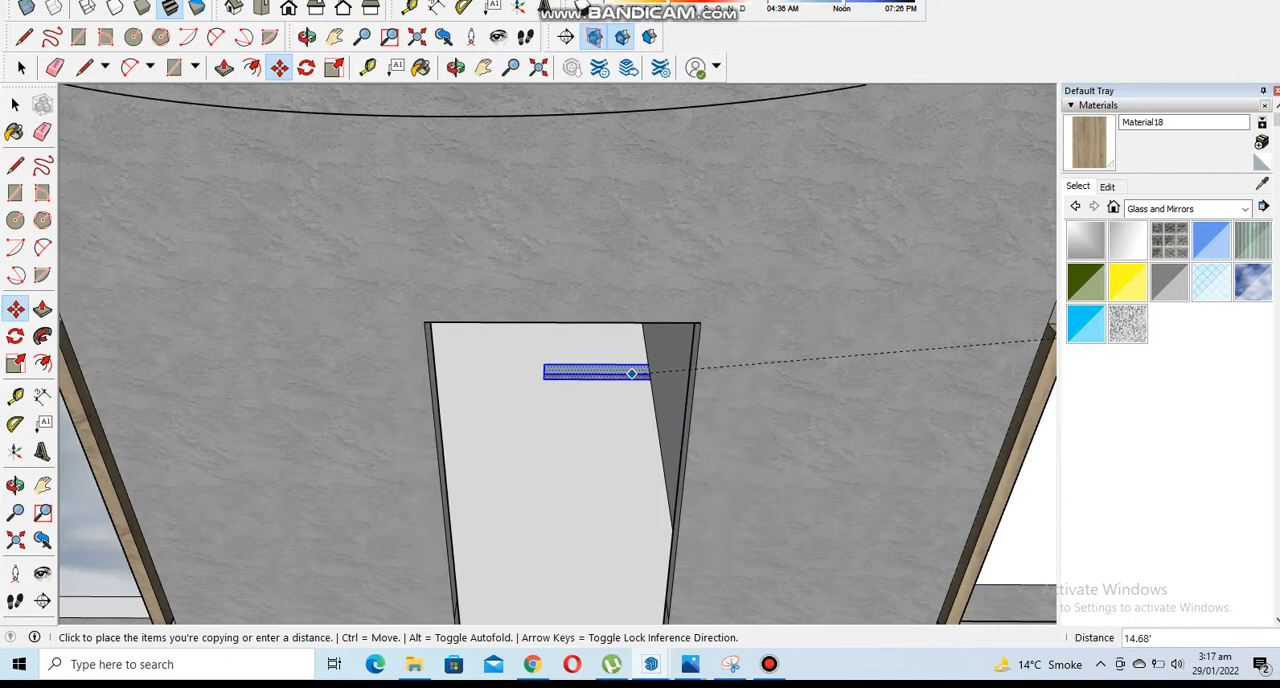 www.BANDICAM.com
04:36 AM Noon 07:26 PM
Default Tray
Materials
Material18
Select Edit
Glass and Mirrors
A1
A1
Activate Windows
to Settings to activate Windows.
Click to place the items you're copying or enter a distance. | Ctrl = Move. | Alt = Toggle Autofold. | Arrow Keys = Toggle Lock Inference Direction.
Distance 14.68'
Type here to search
14°C Smoke
3:17 am
29/01/2022